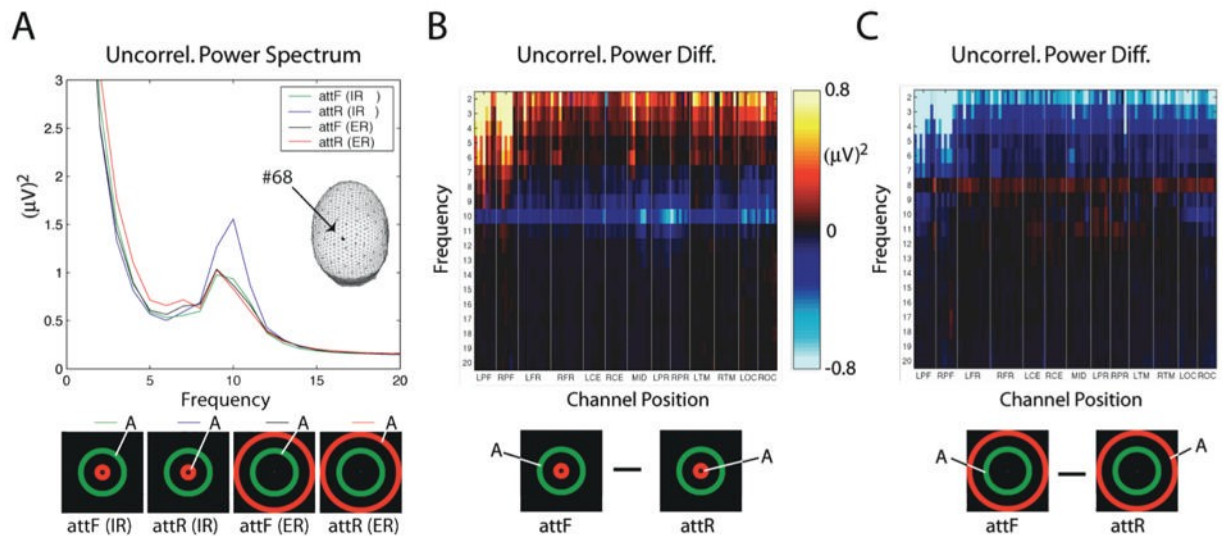 A
Uncorrel. Power Spectrum
3
2.5
2
1.5
1
0.5
0
(μV)²
attF (IR )
attR (IR )
attF (ER)
attR (ER)
#68
0 5 10 15 20
Frequency
A A A A
attF (IR) attR (IR) attF (ER) attR (ER)
B
Uncorrel. Power Diff.
Frequency
2
3
4
5
6
7
8
9
10
11
12
13
14
15
16
17
18
19
20
LPF RPF LFR RFR LCE RCE MID LPR RPR LTM RTM LOC ROC
Channel Position
0.8
(μV)²
0
-0.8
A A
attF attR
C
Uncorrel. Power Diff.
Frequency
2
3
4
5
6
7
8
9
10
11
12
13
14
15
16
17
18
19
20
LPF RPF LFR RFR LCE RCE MID LPR RPR LTM RTM LOC ROC
Channel Position
A A
attF attR